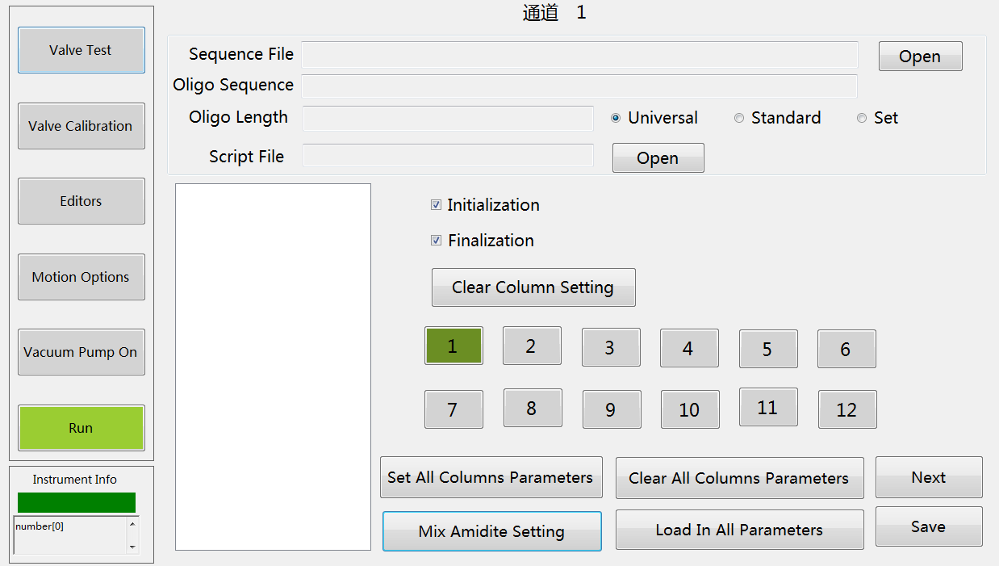 通道 1
Valve Test
Valve Calibration
Editors
Motion Options
Vacuum Pump On
Run
Instrument Info
number[0]
Sequence File
Open
Oligo Sequence
Oligo Length
Universal
Standard
Set
Script File
Open
Initialization
Finalization
Clear Column Setting
1 2 3 4 5 6
7 8 9 10 11 12
Set All Columns Parameters
Clear All Columns Parameters
Next
Mix Amidite Setting
Load In All Parameters
Save